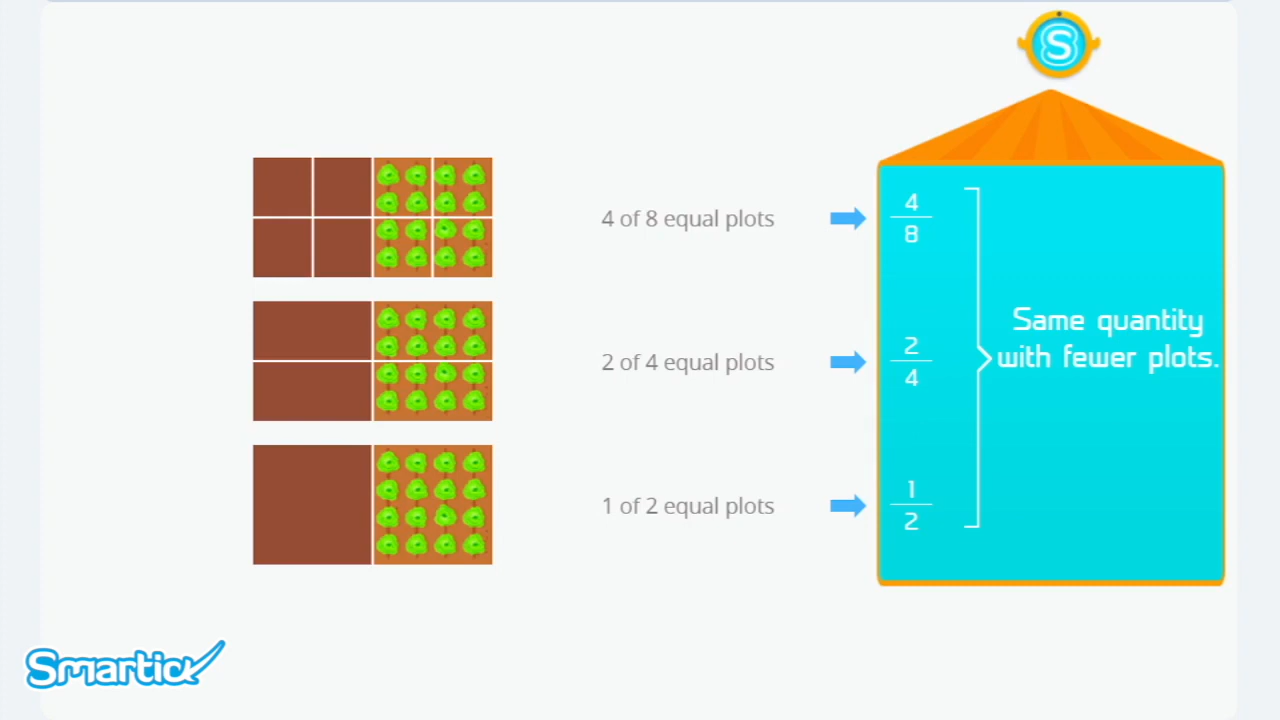 S
4 of 8 equal plots
4
8
2 of 4 equal plots
2
4
Same quantity
with fewer plots.
1 of 2 equal plots
1
2
Smartick